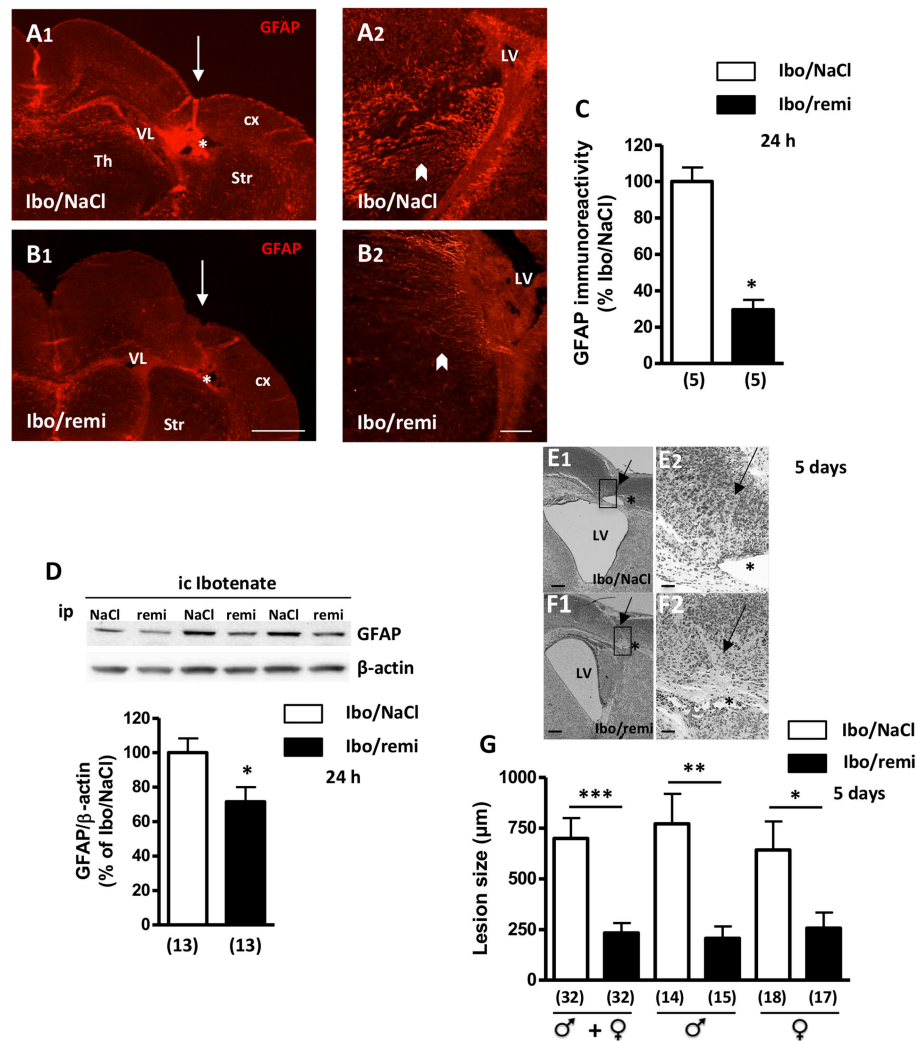 A1
GFAP
VL
*
cx
Th
Str
Ibo/NaCl
A2
LV
Ibo/NaCl
B1
GFAP
VL
*
cx
Str
Ibo/remi
B2
LV
Ibo/remi
Ibo/NaCl
Ibo/remi
C
24 h
GFAP immunoreactivity
(% Ibo/NaCl)
120
100
80
60
40
20
0
*
(5) (5)
D
ic Ibotenate
ip NaCl remi NaCl remi NaCl remi
GFAP
β-actin
Ibo/NaCl
Ibo/remi
24 h
GFAP/β-actin
(% of Ibo/NaCl)
120
100
80
60
40
20
0
*
(13) (13)
E1
*
LV
Ibo/NaCl
E2
*
5 days
F1
*
LV
Ibo/remi
F2
*
G
Ibo/NaCl
Ibo/remi
5 days
Lesion size (µm)
1000
750
500
250
0
***
**
*
(32) (32) (14) (15) (18) (17)
♂ + ♀ ♂ ♀